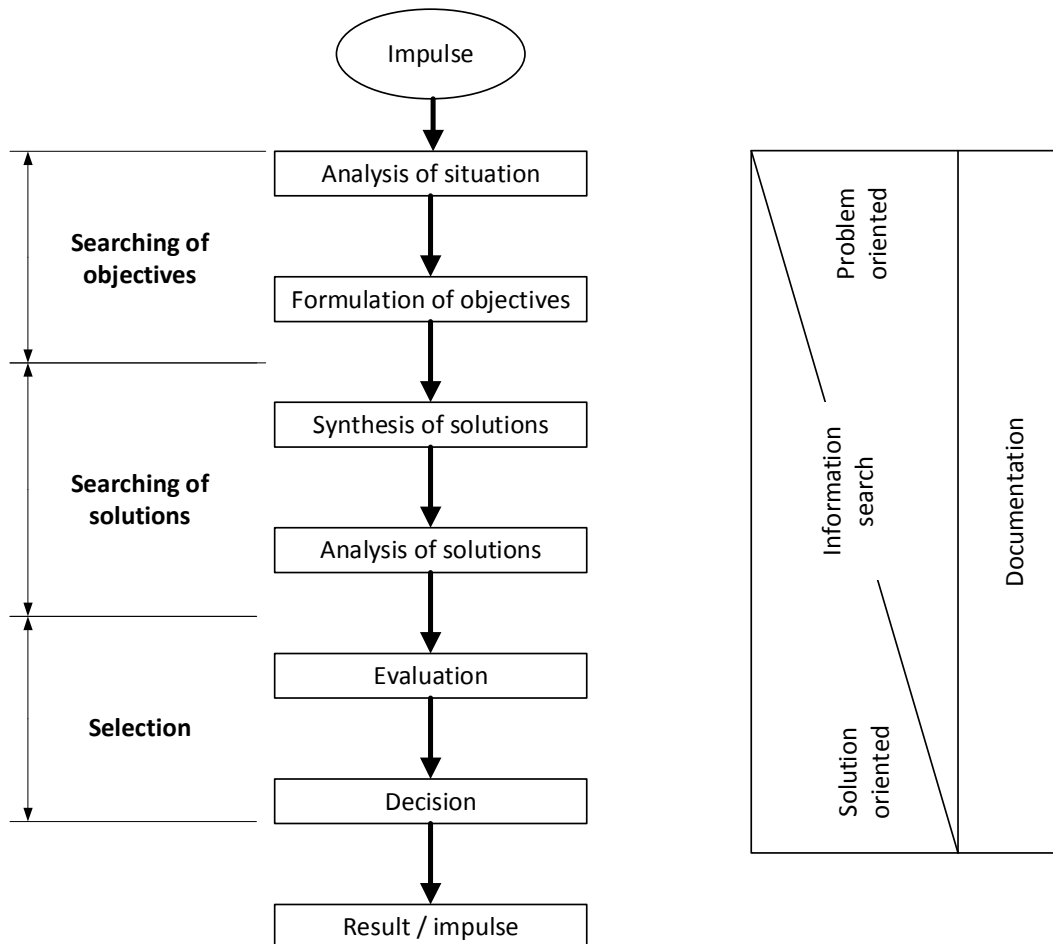 Impulse
Analysis of situation
Searching of
objectives
Formulation of objectives
Synthesis of solutions
Searching of
solutions
Analysis of solutions
Evaluation
Selection
Decision
Result / impulse
Problem
oriented
Information
search
Solution
oriented
Documentation